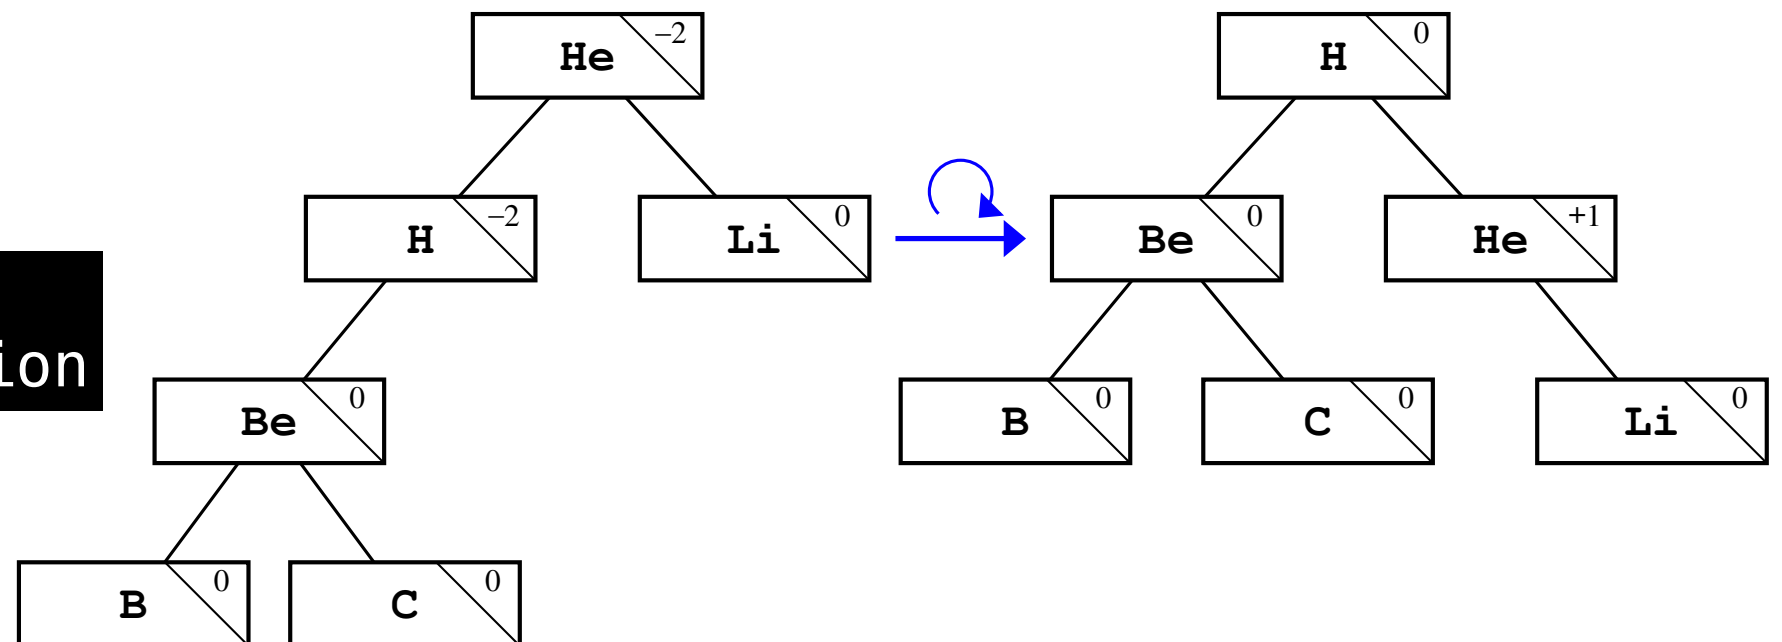 He −2 H 0
H −2 Li 0 Be 0 He +1
ion
Be 0 B 0 C 0 Li 0
B 0 C 0